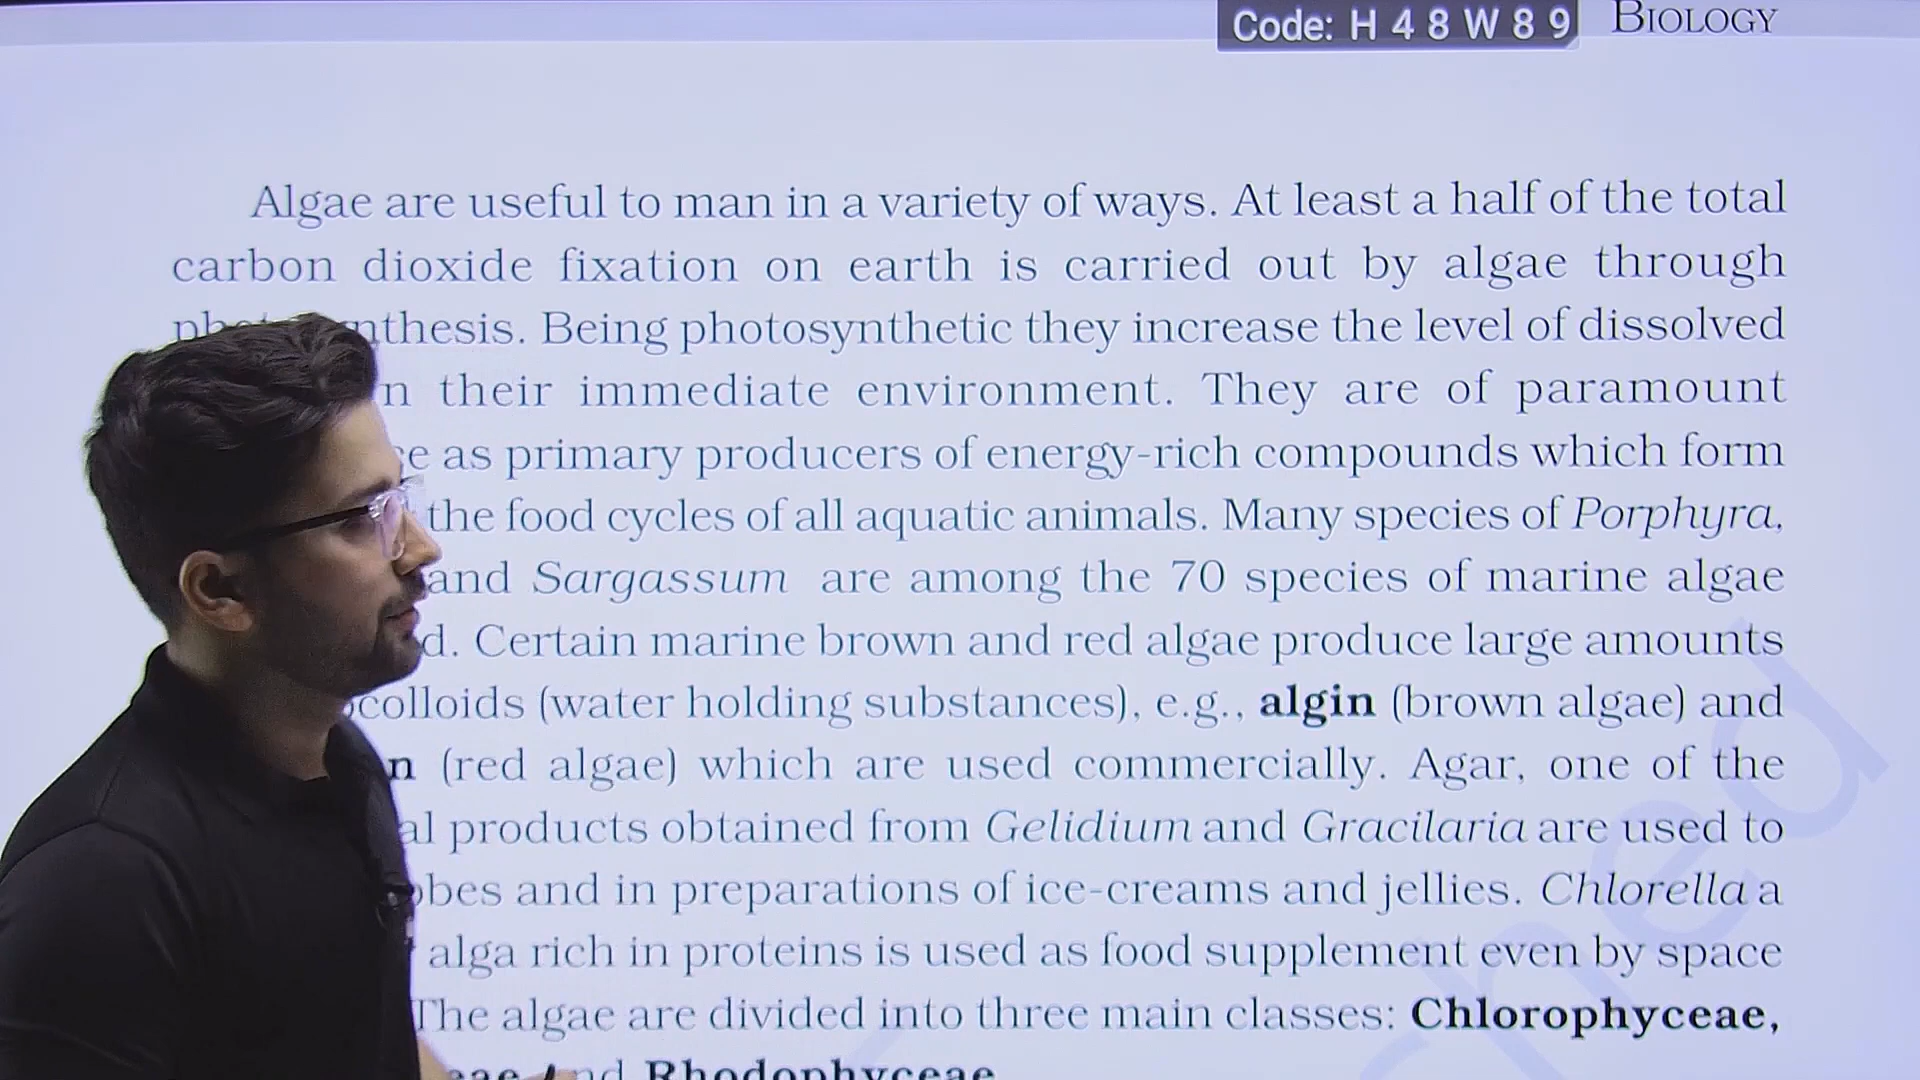 Code: H 4 8 W 8 9
BIOLOGY
Algae are useful to man in a variety of ways. At least a half of the total
carbon dioxide fixation on earth is carried out by algae through
nthesis. Being photosynthetic they increase the level of dissolved
n their immediate environment. They are of paramount
ce as primary producers of energy-rich compounds which form
the food cycles of all aquatic animals. Many species of Porphyra,
and Sargassum are among the 70 species of marine algae
d. Certain marine brown and red algae produce large amounts
colloids (water holding substances), e.g., algin (brown algae) and
n (red algae) which are used commercially. Agar, one of the
al products obtained from Gelidium and Gracilaria are used to
obes and in preparations of ice-creams and jellies. Chlorella a
alga rich in proteins is used as food supplement even by space
The algae are divided into three main classes: Chlorophyceae,
eae and Rhodophyceae